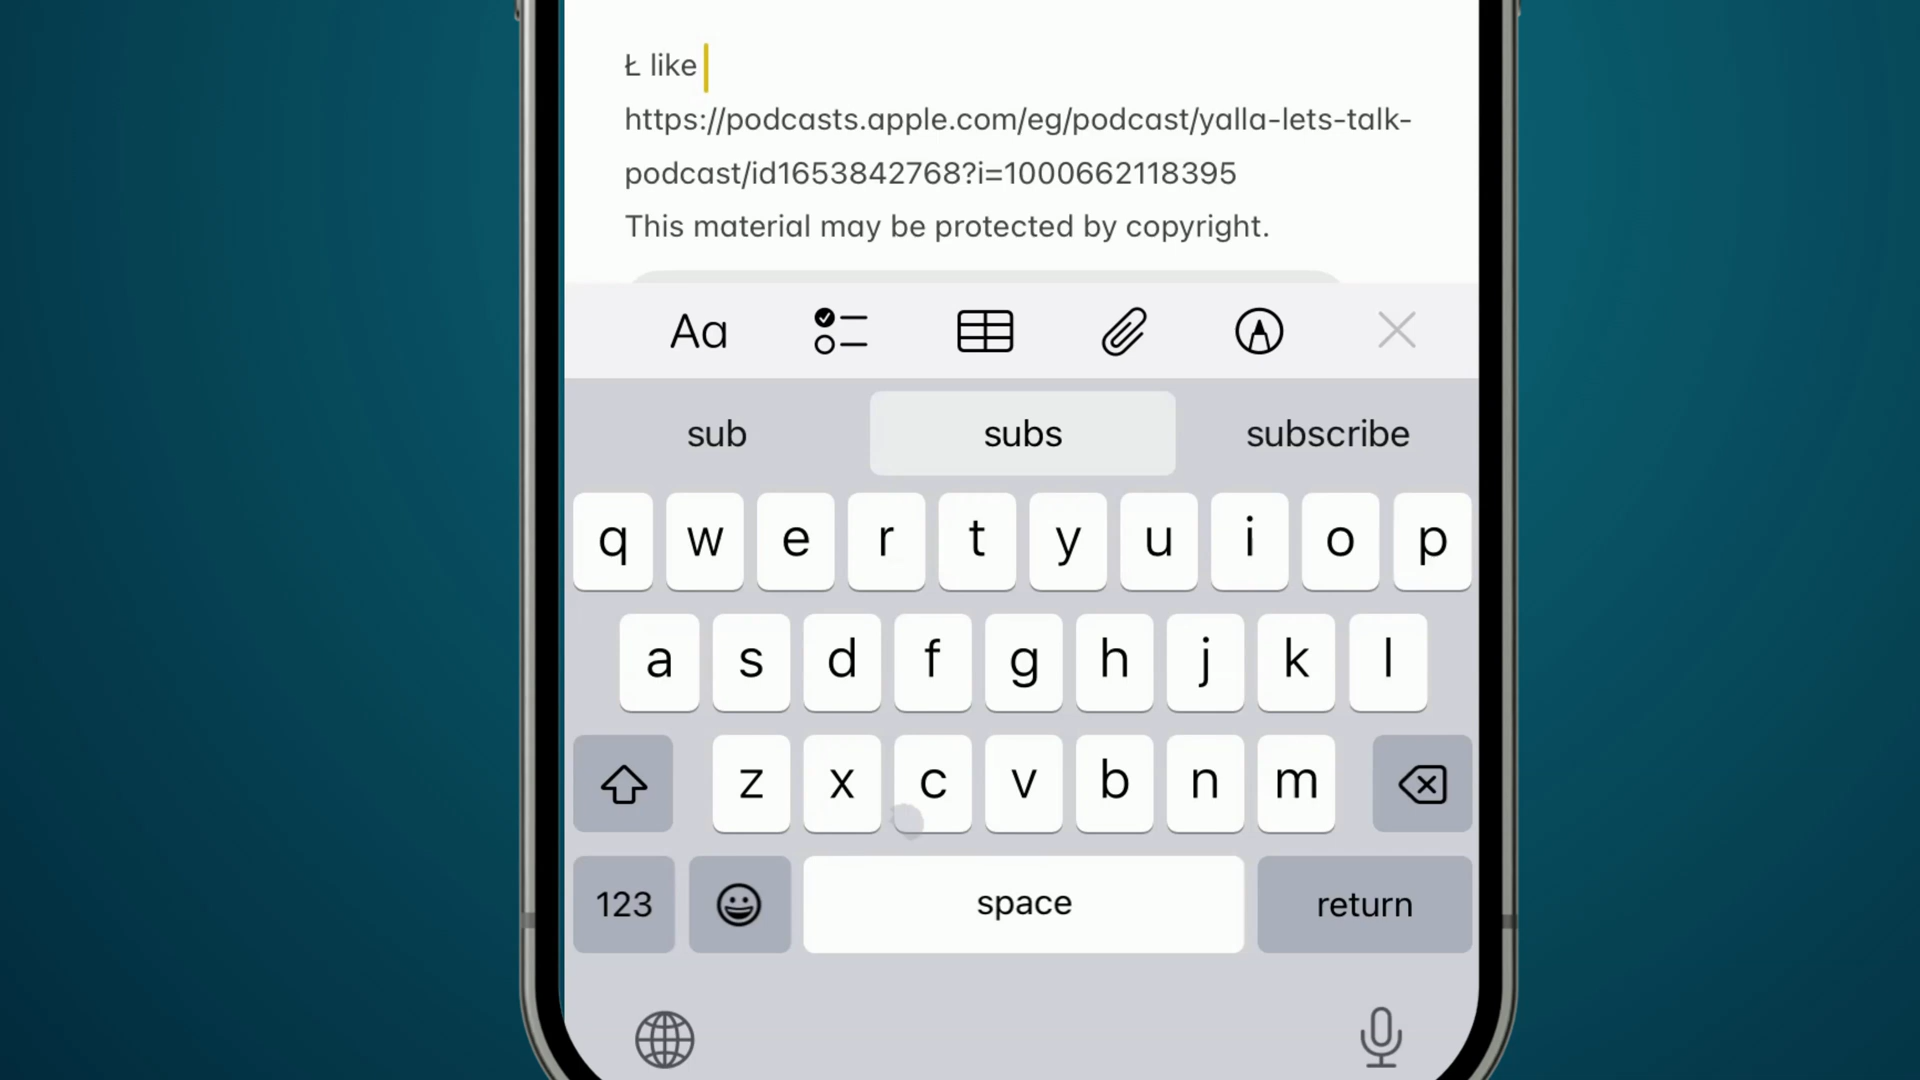 Ł like
https://podcasts.apple.com/eg/podcast/yalla-lets-talk-
podcast/id1653842768?i=1000662118395
This material may be protected by copyright.
Aa
sub subs subscribe
q w e r t y u i o p
a s d f g h j k l
z x c v b n m
123 space return